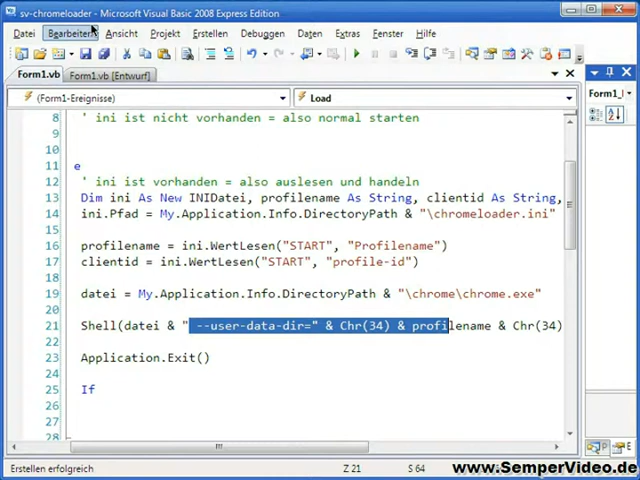 sv-chromeloader - Microsoft Visual Basic 2008 Express Edition
Datei Bearbeiten Ansicht Projekt Erstellen Debuggen Daten Extras Fenster Hilfe
Form1.vb Form1.vb [Entwurf]
(Form1-Ereignisse) Load
Form1.
8 ' ini ist nicht vorhanden = also normal starten
9
10
11 e
12 ' ini ist vorhanden = also auslesen und handeln
13 Dim ini As New INIDatei, profilename As String, clientid As String,
14 ini.Pfad = My.Application.Info.DirectoryPath & "\chromeloader.ini"
15
16 profilename = ini.WertLesen("START", "Profilename")
17 clientid = ini.WertLesen("START", "profile-id")
18
19 datei = My.Application.Info.DirectoryPath & "\chrome\chrome.exe"
20
21 Shell(datei & " --user-data-dir=" & Chr(34) & profilename & Chr(34)
22
23 Application.Exit()
24
25 If
26
27
28
Erstellen erfolgreich Z 21 S 64
www.SemperVideo.de